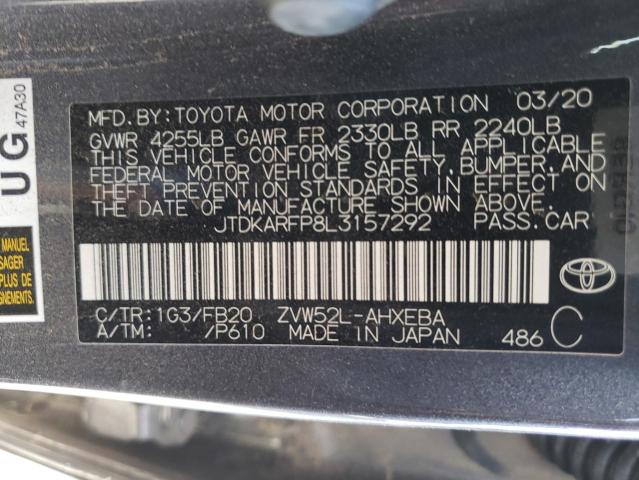 MFD. BY: TOYOTA MOTOR CORPORATION 03/20
GVWR 4255LB GAWR FR 2330LB RR 2240LB
THIS VEHICLE CONFORMS TO ALL APPLICABLE
FEDERAL MOTOR VEHICLE SAFETY, BUMPER, AND
THEFT PREVENTION STANDARDS IN EFFECT ON
THE DATE OF MANUFACTURE SHOWN ABOVE.
JTDKARFP8L3157292 PASS. CAR
C/TR: 1G3/FB20 ZVW52L-AHXEBA
A/TM: /P610 MADE IN JAPAN 486 C
UG
47A30
MANUEL
SAGER
PLUS DE
GNEMENTS.